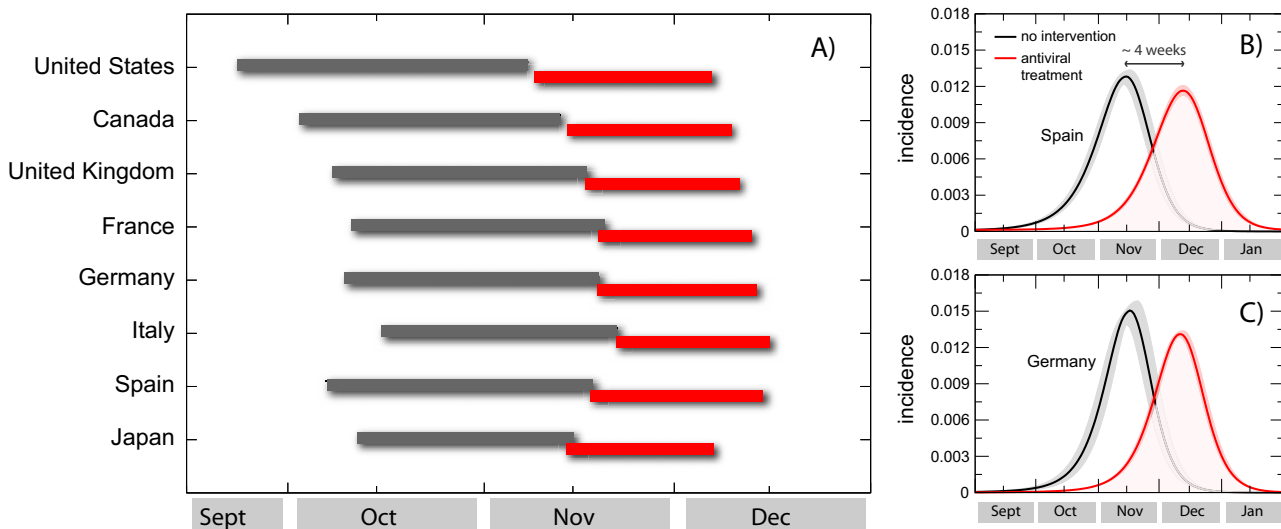 A)
United States
Canada
United Kingdom
France
Germany
Italy
Spain
Japan
Sept Oct Nov Dec
B)
0.018
0.015
0.012
0.009
0.006
0.003
0
incidence
no intervention
antiviral
treatment
~ 4 weeks
Spain
Sept Oct Nov Dec Jan
C)
0.018
0.015
0.012
0.009
0.006
0.003
0
incidence
Germany
Sept Oct Nov Dec Jan